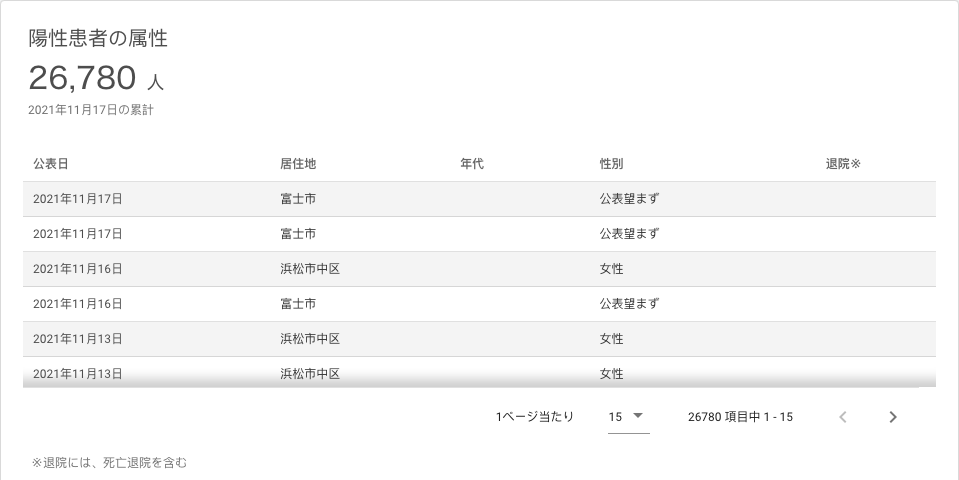 陽性患者の属性
26,780 人
2021年11月17日の累計
公表日 居住地 年代 性別 退院※
2021年11月17日 富士市 公表望まず
2021年11月17日 富士市 公表望まず
2021年11月16日 浜松市中区 女性
2021年11月16日 富士市 公表望まず
2021年11月13日 浜松市中区 女性
2021年11月13日 浜松市中区 女性
1ページ当たり 15 26780 項目中 1 - 15
※退院には、死亡退院を含む